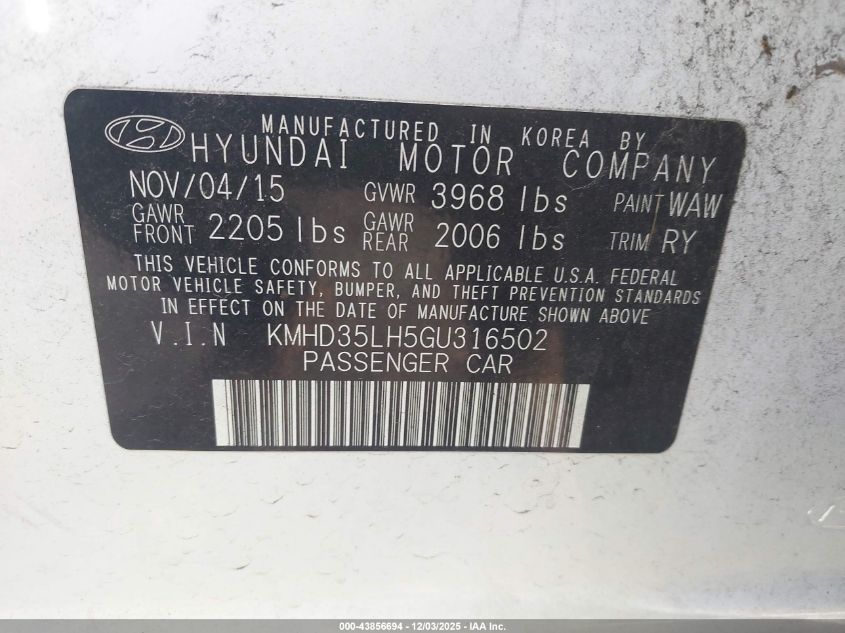 MANUFACTURED IN KOREA BY
HYUNDAI MOTOR COMPANY
NOV/04/15 GVWR 3968 lbs PAINT WAW
GAWR FRONT 2205 lbs GAWR REAR 2006 lbs TRIM RY
THIS VEHICLE CONFORMS TO ALL APPLICABLE U.S.A. FEDERAL
MOTOR VEHICLE SAFETY, BUMPER, AND THEFT PREVENTION STANDARDS
IN EFFECT ON THE DATE OF MANUFACTURE SHOWN ABOVE
V.I.N KMHD35LH5GU316502
PASSENGER CAR
000-43856694 - 12/03/2025 - IAA Inc.